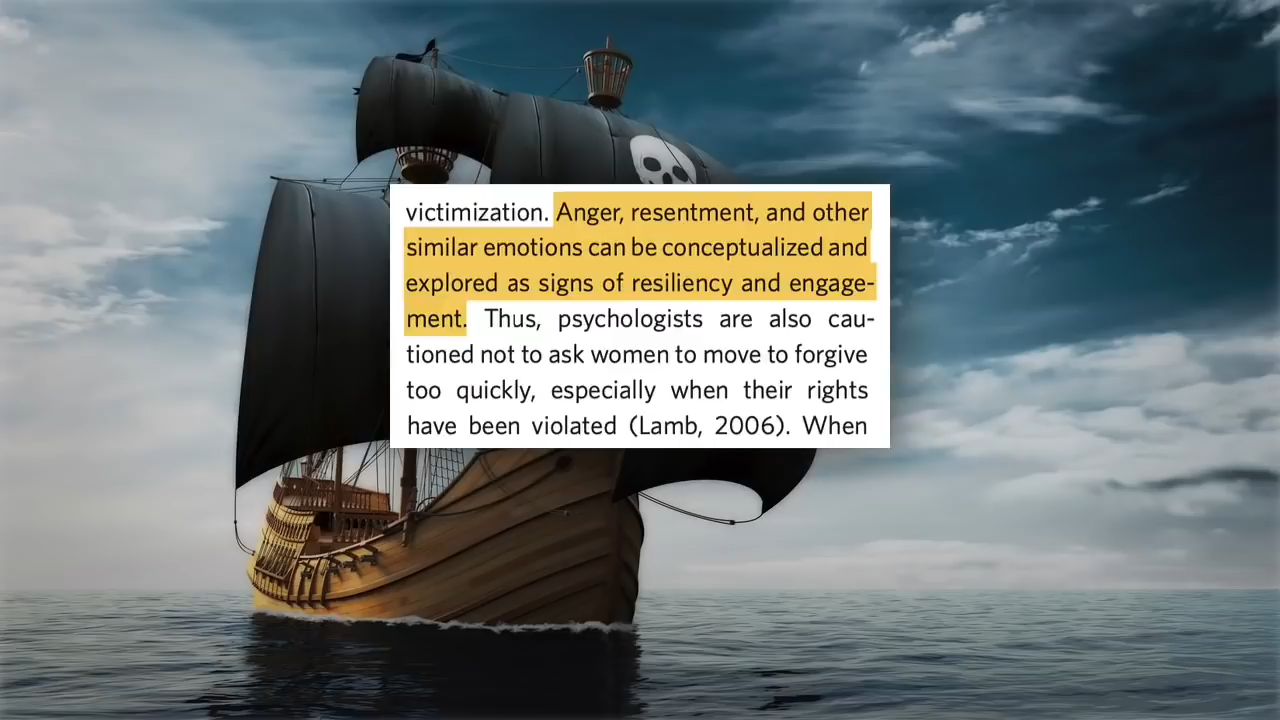 victimization. Anger, resentment, and other
similar emotions can be conceptualized and
explored as signs of resiliency and engage-
ment. Thus, psychologists are also cau-
tioned not to ask women to move to forgive
too quickly, especially when their rights
have been violated (Lamb, 2006). When